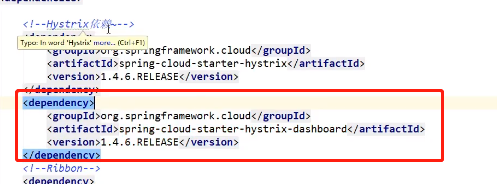 <!--Hystrix依赖~-->
Typo: In word 'Hystrix' more... (Ctrl+F1)
<groupId>org.springframework.cloud</groupId>
<artifactId>spring-cloud-starter-hystrix</artifactId>
<version>1.4.6.RELEASE</version>
</dependency>
<dependency>
<groupId>org.springframework.cloud</groupId>
<artifactId>spring-cloud-starter-hystrix-dashboard</artifactId>
<version>1.4.6.RELEASE</version>
</dependency>
<!--Ribbon-->
<dependency>